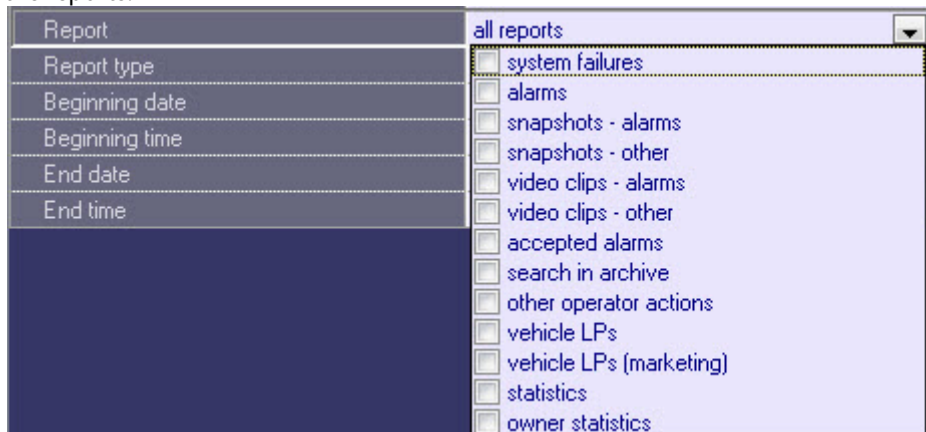 Report
all reports
Report type
Beginning date
Beginning time
End date
End time
system failures
alarms
snapshots - alarms
snapshots - other
video clips - alarms
video clips - other
accepted alarms
search in archive
other operator actions
vehicle LPs
vehicle LPs (marketing)
statistics
owner statistics